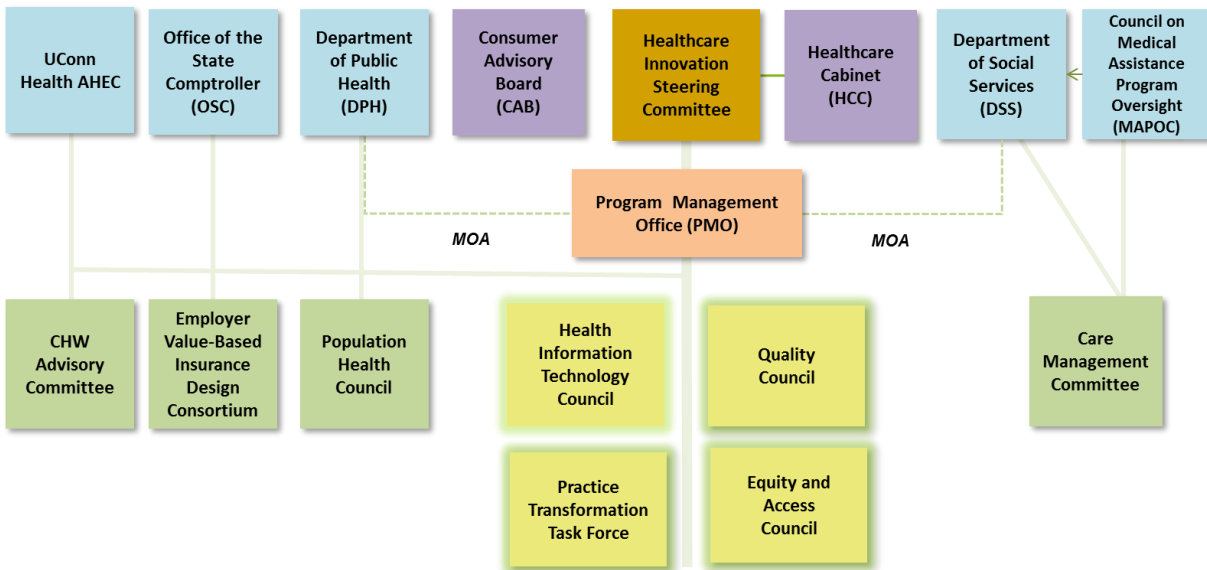 UConn
Health AHEC
Office of the
State
Comptroller
(OSC)
Department
of Public
Health
(DPH)
Consumer
Advisory
Board
(CAB)
Healthcare
Innovation
Steering
Committee
Healthcare
Cabinet
(HCC)
Department
of Social
Services
(DSS)
Council on
Medical
Assistance
Program
Oversight
(MAPOC)
Program Management
Office (PMO)
MOA
MOA
CHW
Advisory
Committee
Employer
Value-Based
Insurance
Design
Consortium
Population
Health
Council
Health
Information
Technology
Council
Quality
Council
Care
Management
Committee
Practice
Transformation
Task Force
Equity and
Access
Council